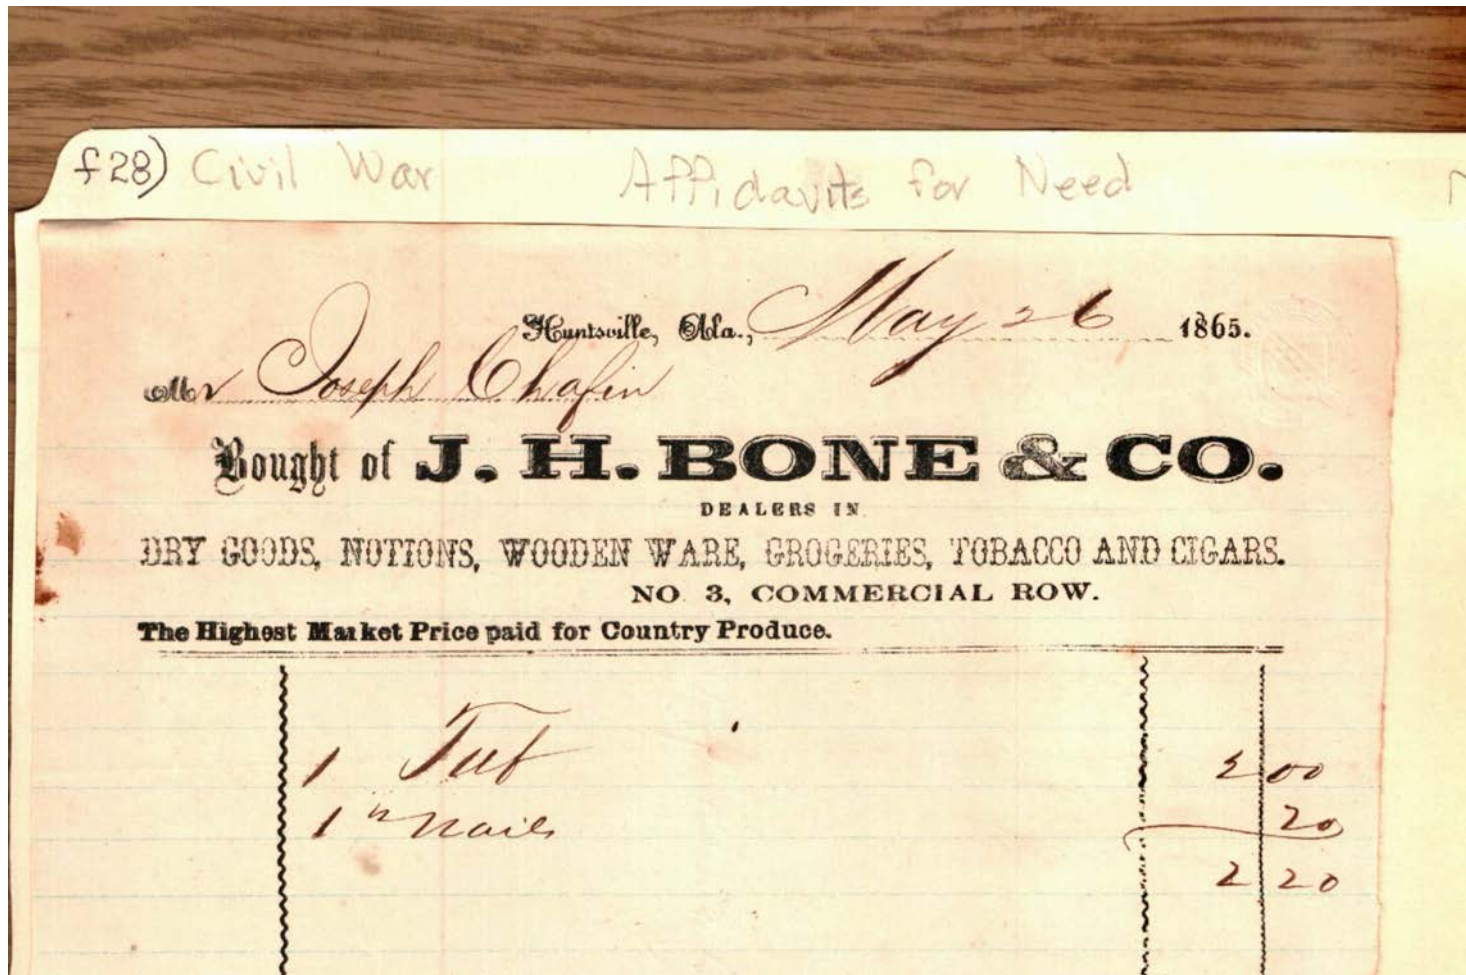 f28) Civil War Affidavits for Need
Huntsville, Ala., May 26 1865.
Mr Joseph Chafin
Bought of J. H. BONE & CO.
DEALERS IN
DRY GOODS, NOTIONS, WOODEN WARE, GROGERIES, TOBACCO AND CIGARS.
NO. 3, COMMERCIAL ROW.
The Highest Market Price paid for Country Produce.
1 Tub 2 00
1 " Nails 20
2 20